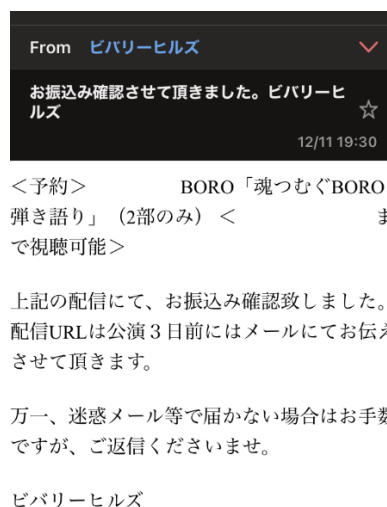 From ビバリーヒルズ
お振込み確認させて頂きました。ビバリーヒ
ルズ
12/11 19:30
＜予約＞ BORO「魂つむぐBORO
弾き語り」（2部のみ）＜ ま
で視聴可能＞
上記の配信にて、お振込み確認致しました。
配信URLは公演３日前にはメールにてお伝え
させて頂きます。
万一、迷惑メール等で届かない場合はお手数
ですが、ご返信くださいませ。
ビバリーヒルズ